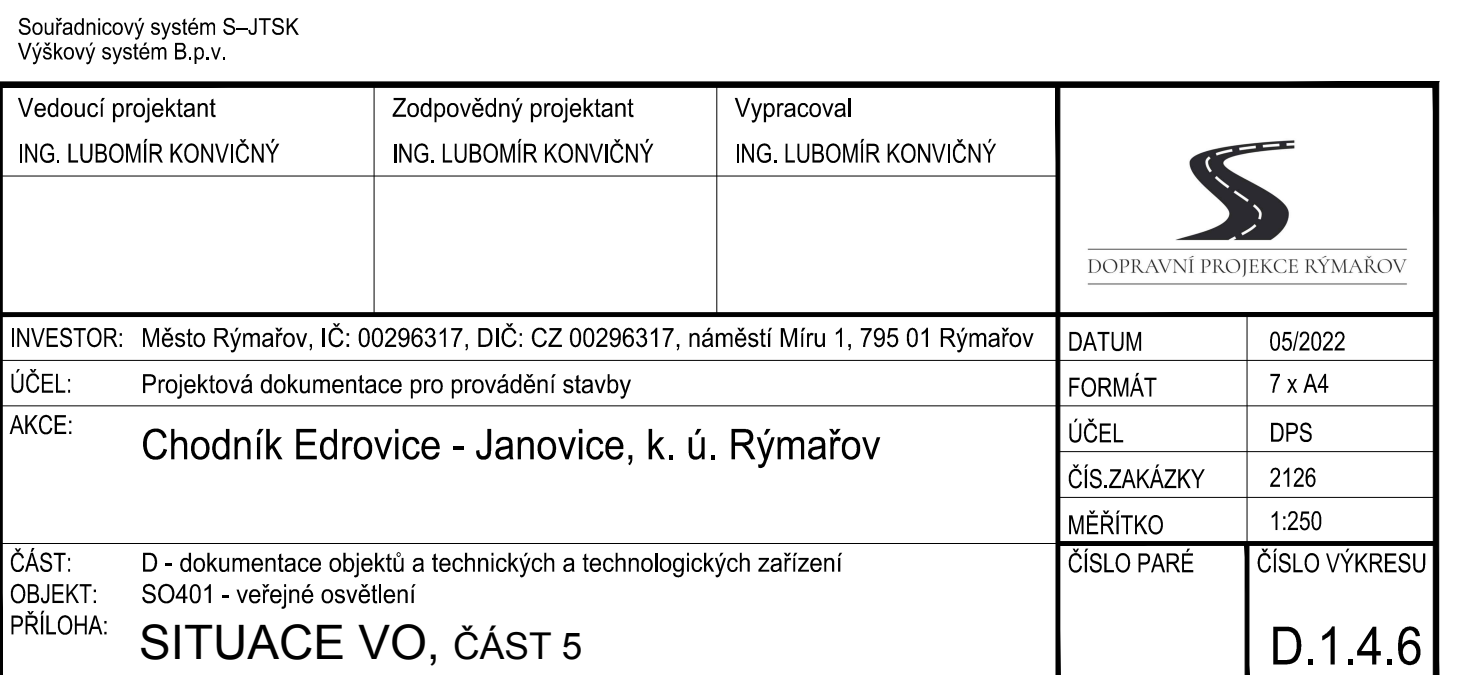 Souřadnicový systém S–JTSK
Výškový systém B.p.v.
Vedoucí projektant
ING. LUBOMÍR KONVIČNÝ
Zodpovědný projektant
ING. LUBOMÍR KONVIČNÝ
Vypracoval
ING. LUBOMÍR KONVIČNÝ
DOPRAVNÍ PROJEKCE RÝMAŘOV
INVESTOR: Město Rýmařov, IČ: 00296317, DIČ: CZ 00296317, náměstí Míru 1, 795 01 Rýmařov
ÚČEL: Projektová dokumentace pro provádění stavby
AKCE: Chodník Edrovice - Janovice, k. ú. Rýmařov
DATUM 05/2022
FORMÁT 7 x A4
ÚČEL DPS
ČÍS.ZAKÁZKY 2126
MĚŘÍTKO 1:250
ČÁST: D - dokumentace objektů a technických a technologických zařízení
OBJEKT: SO401 - veřejné osvětlení
PŘÍLOHA: SITUACE VO, ČÁST 5
ČÍSLO PARÉ
ČÍSLO VÝKRESU
D.1.4.6